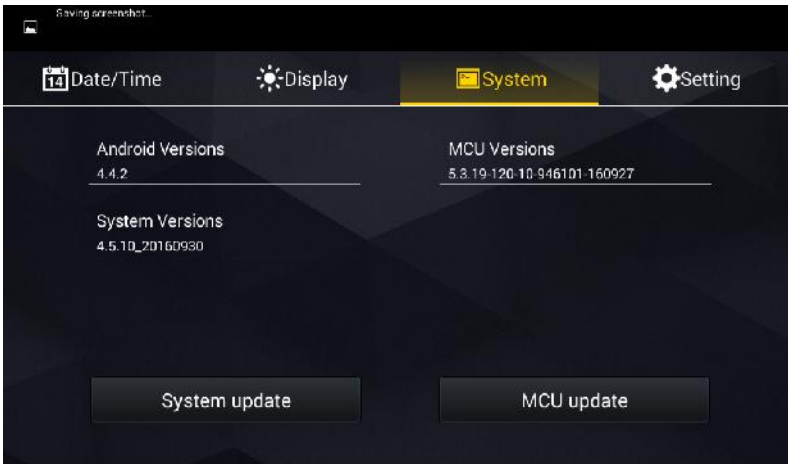 Saving screenshot...
14 Date/Time Display System Setting
Android Versions MCU Versions
4.4.2 5.3.19-120-10-946101-160927
System Versions
4.5.10_20160930
System update MCU update